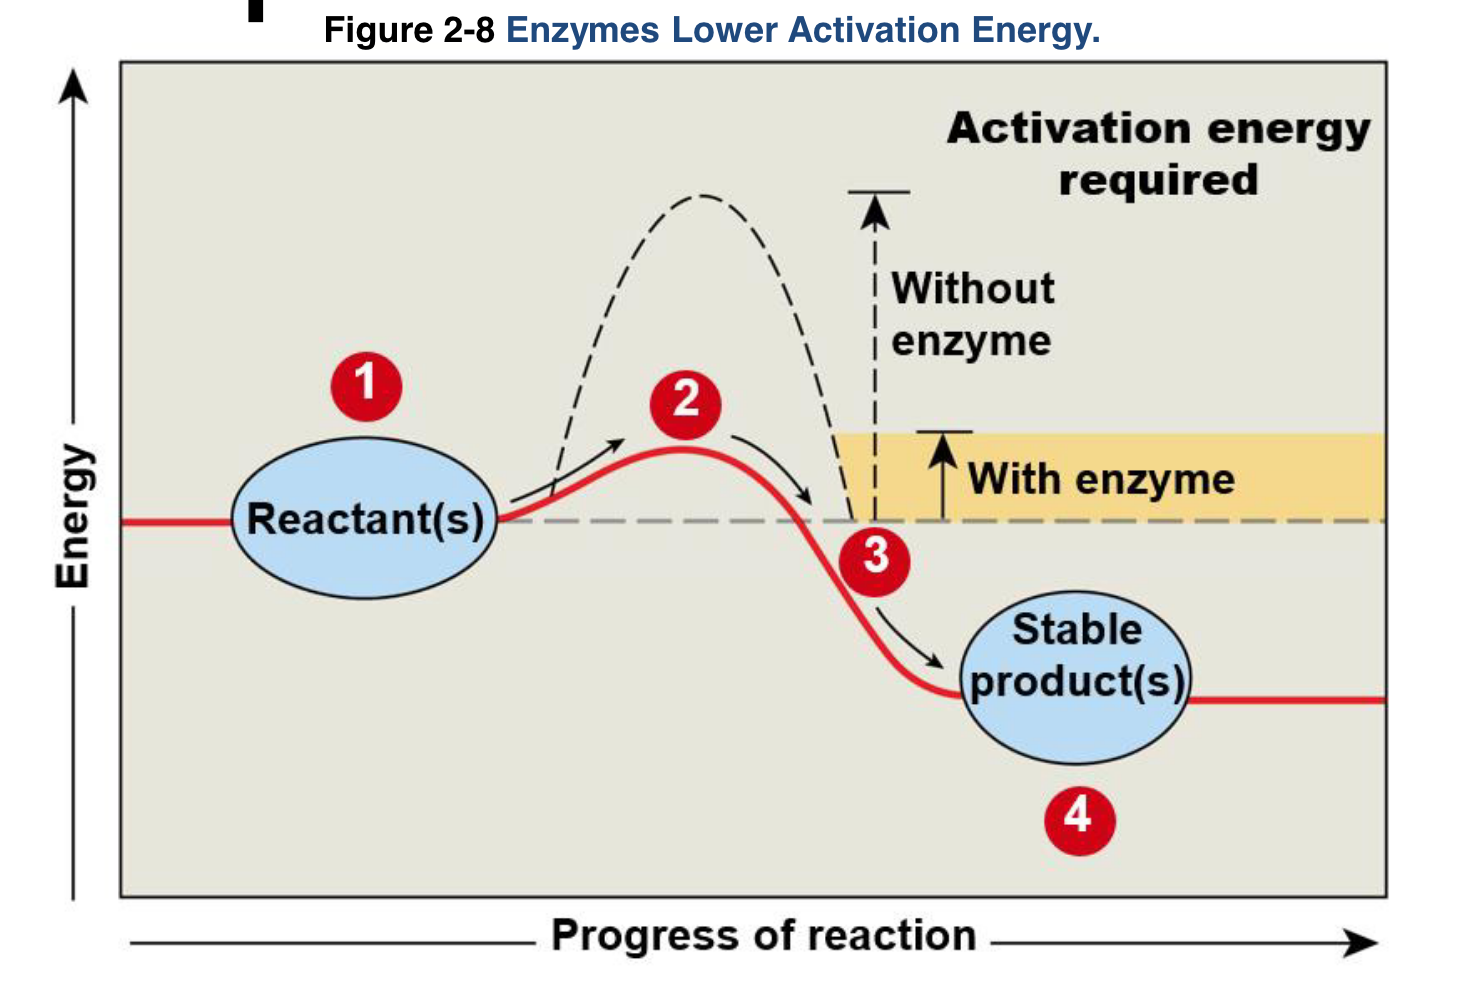 Figure 2-8 Enzymes Lower Activation Energy.
Activation energy
required
Without
enzyme
1
2
With enzyme
Reactant(s)
3
Energy
Stable
product(s)
4
Progress of reaction